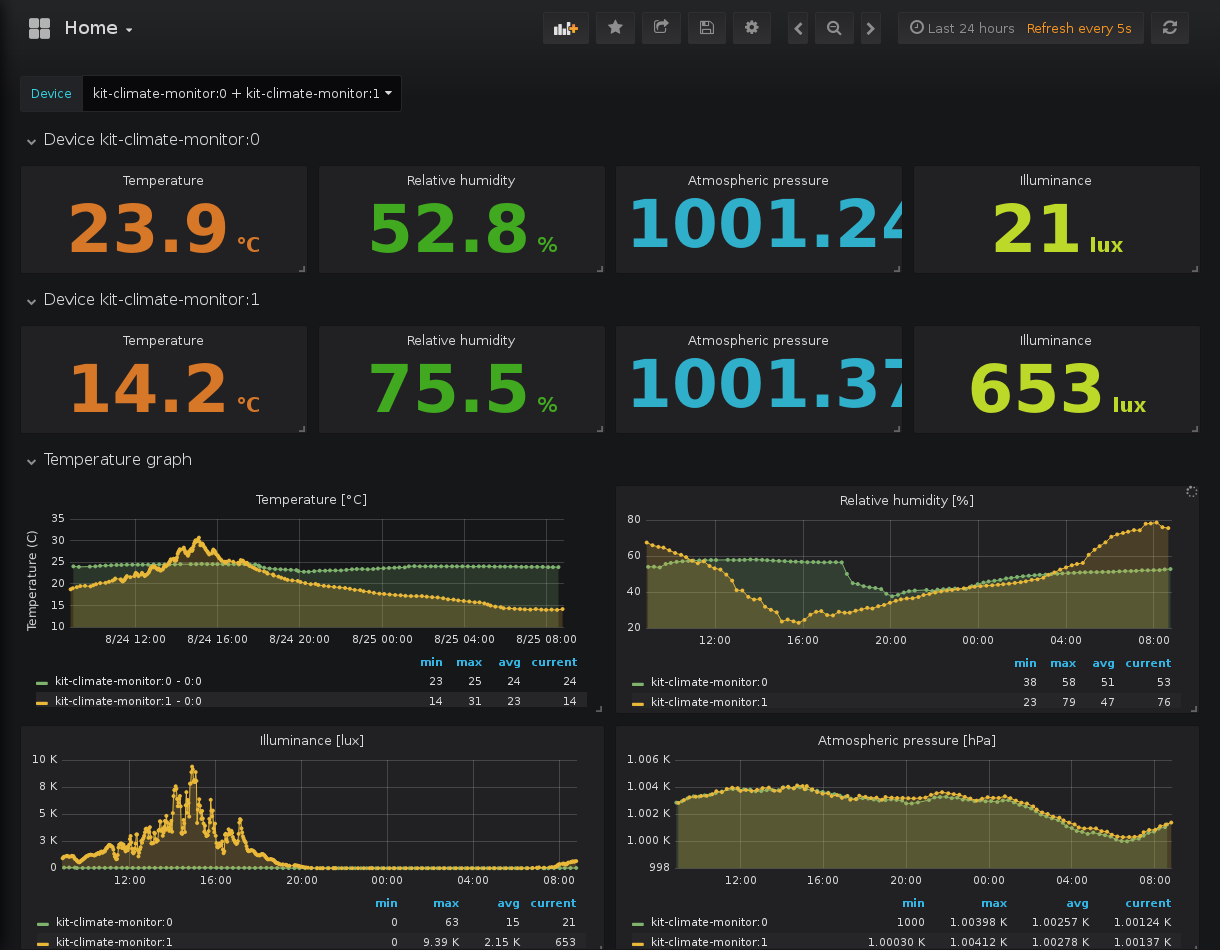 Home
Last 24 hours Refresh every 5s
Device kit-climate-monitor:0 + kit-climate-monitor:1
Device kit-climate-monitor:0
Temperature Relative humidity Atmospheric pressure Illuminance
23.9 °C 52.8 % 1001.24 21 lux
Device kit-climate-monitor:1
Temperature Relative humidity Atmospheric pressure Illuminance
14.2 °C 75.5 % 1001.37 653 lux
Temperature graph
Temperature [°C]
Temperature (C)
35
30
25
20
15
10
8/24 12:00 8/24 16:00 8/24 20:00 8/25 00:00 8/25 04:00 8/25 08:00
min max avg current
kit-climate-monitor:0 - 0:0 23 25 24 24
kit-climate-monitor:1 - 0:0 14 31 23 14
Relative humidity [%]
80
60
40
20
12:00 16:00 20:00 00:00 04:00 08:00
min max avg current
kit-climate-monitor:0 38 58 51 53
kit-climate-monitor:1 23 79 47 76
Illuminance [lux]
10 K
8 K
5 K
3 K
0
12:00 16:00 20:00 00:00 04:00 08:00
min max avg current
kit-climate-monitor:0 0 63 15 21
kit-climate-monitor:1 0 9.39 K 2.15 K 653
Atmospheric pressure [hPa]
1.006 K
1.004 K
1.002 K
1.000 K
998
12:00 16:00 20:00 00:00 04:00 08:00
min max avg current
kit-climate-monitor:0 1000 1.00398 K 1.00257 K 1.00124 K
kit-climate-monitor:1 1.00030 K 1.00412 K 1.00278 K 1.00137 K